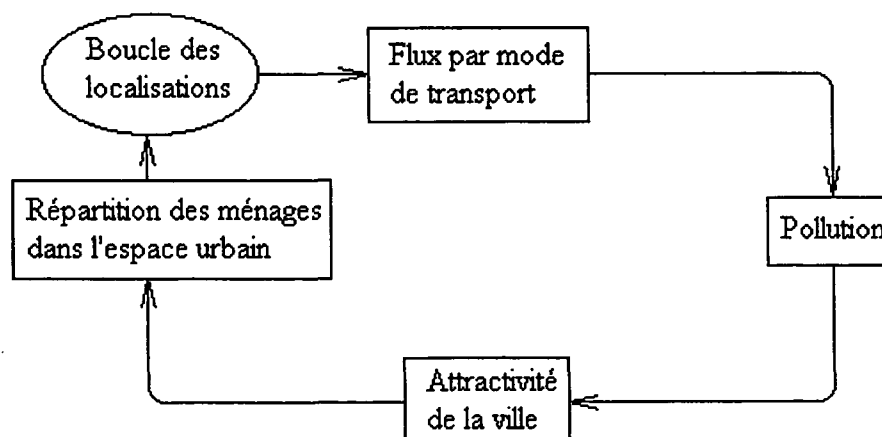 Boucle des
localisations
Flux par mode
de transport
Répartition des ménages
dans l'espace urbain
Pollution
Attractivité
de la ville